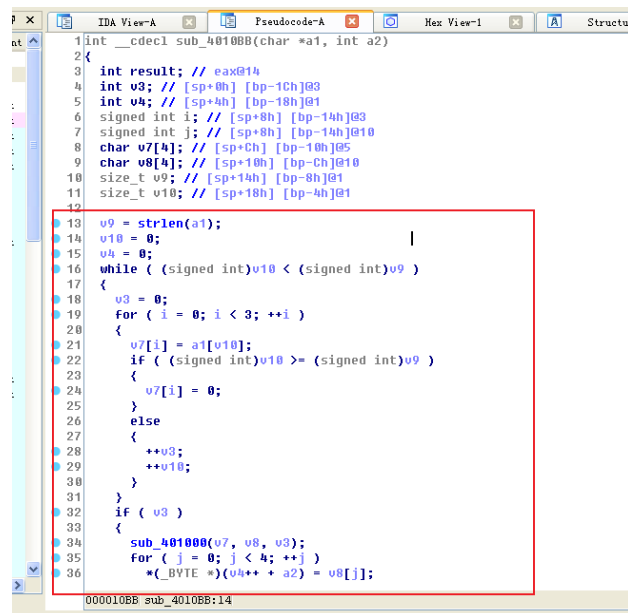 IDA View-A
Pseudocode-A
Hex View-1
A
Structu
nt
1 int __cdecl sub_4010BB(char *a1, int a2)
2 {
3 int result; // eax@14
4 int v3; // [sp+0h] [bp-1Ch]@3
5 int v4; // [sp+4h] [bp-18h]@1
6 signed int i; // [sp+8h] [bp-14h]@3
7 signed int j; // [sp+8h] [bp-14h]@10
8 char v7[4]; // [sp+Ch] [bp-10h]@5
9 char v8[4]; // [sp+10h] [bp-Ch]@10
10 size_t v9; // [sp+14h] [bp-8h]@1
11 size_t v10; // [sp+18h] [bp-4h]@1
12
13 v9 = strlen(a1);
14 v10 = 0;
15 v4 = 0;
16 while ( (signed int)v10 < (signed int)v9 )
17 {
18 v3 = 0;
19 for ( i = 0; i < 3; ++i )
20 {
21 v7[i] = a1[v10];
22 if ( (signed int)v10 >= (signed int)v9 )
23 {
24 v7[i] = 0;
25 }
26 else
27 {
28 ++v3;
29 ++v10;
30 }
31 }
32 if ( v3 )
33 {
34 sub_401000(v7, v8, v3);
35 for ( j = 0; j < 4; ++j )
36 *(_BYTE *)(v4++ + a2) = v8[j];
000010BB sub_4010BB:14